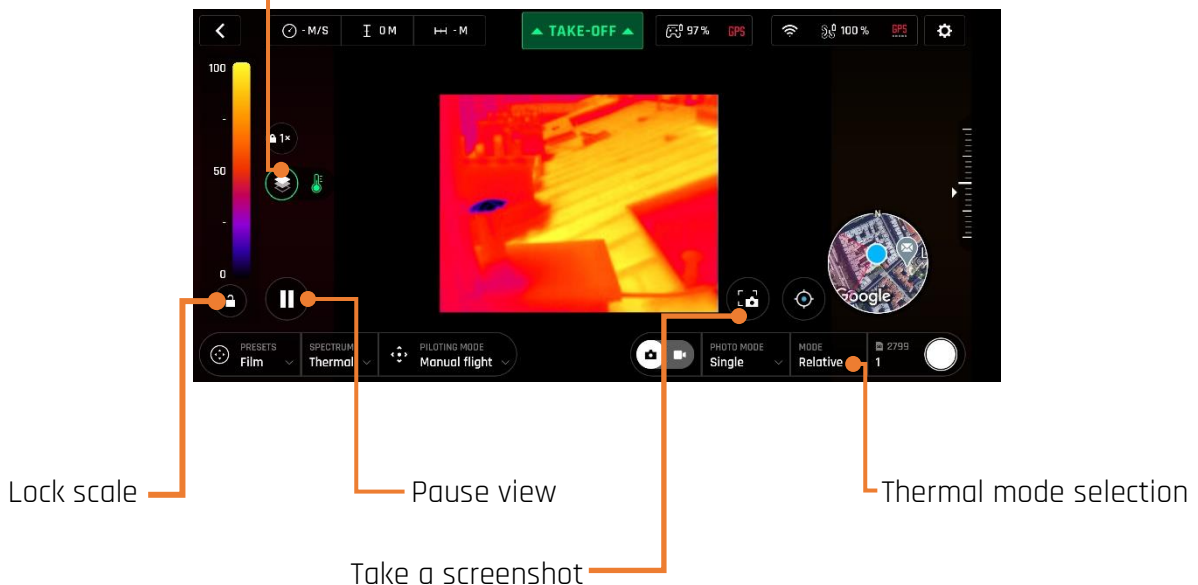 - M/S
0 M
- M
TAKE-OFF
97 %
GPS
100 %
GPS
100
-
1×
50
-
0
N
L
Google
PRESETS
Film
SPECTRUM
Thermal
PILOTING MODE
Manual flight
PHOTO MODE
Single
MODE
Relative
2799
1
Lock scale
Pause view
Thermal mode selection
Take a screenshot